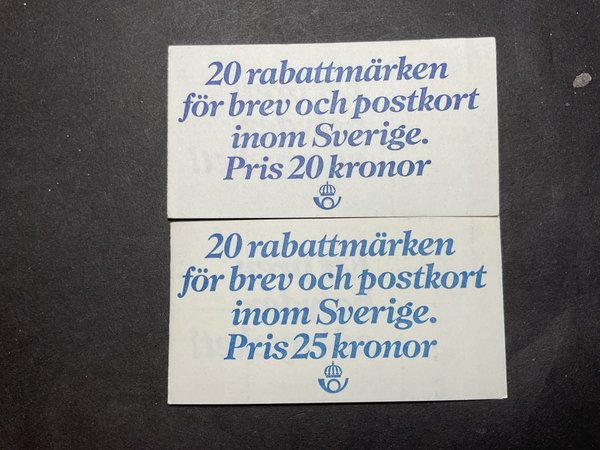 20 rabattmärken
för brev och postkort
inom Sverige.
Pris 20 kronor
20 rabattmärken
för brev och postkort
inom Sverige.
Pris 25 kronor